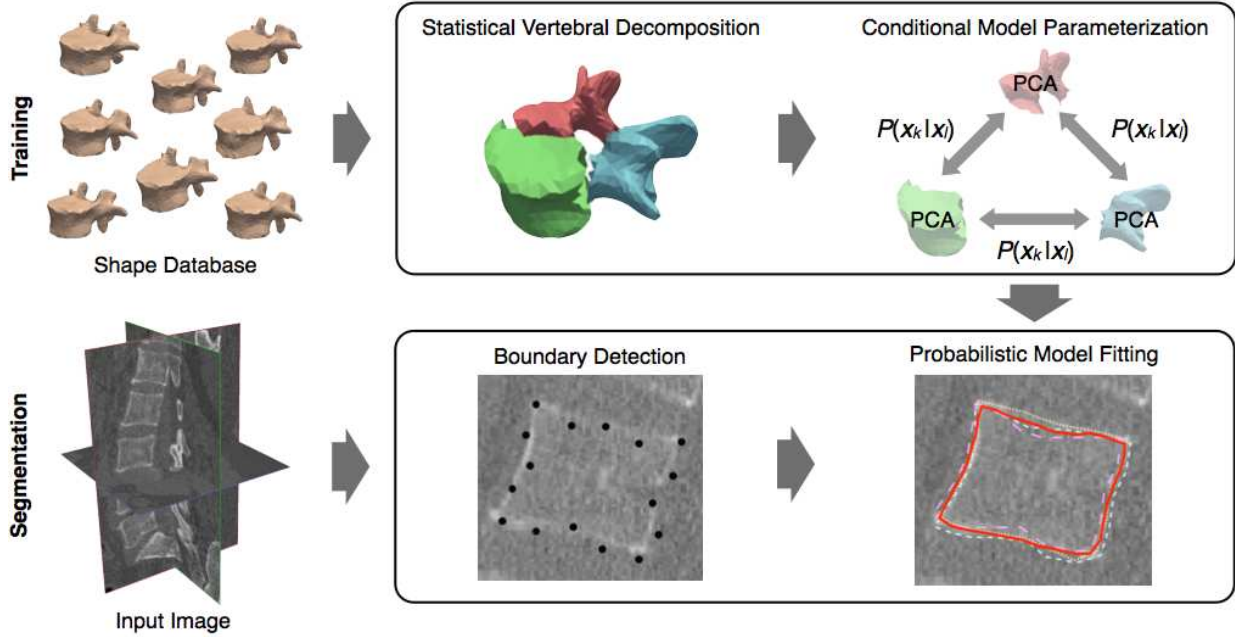 Training
Shape Database
Statistical Vertebral Decomposition
Conditional Model Parameterization
PCA
P(xₖ|xₗ)
P(xₖ|xₗ)
PCA
PCA
P(xₖ|xₗ)
Segmentation
Input Image
Boundary Detection
Probabilistic Model Fitting